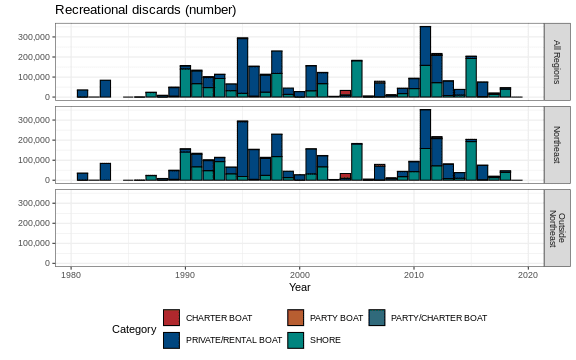 Recreational discards (number)
300,000
200,000
100,000
0
All Regions
300,000
200,000
100,000
0
Northeast
300,000
200,000
100,000
0
Outside
Northeast
1980 1990 2000 2010 2020
Year
Category
CHARTER BOAT PARTY BOAT PARTY/CHARTER BOAT
PRIVATE/RENTAL BOAT SHORE